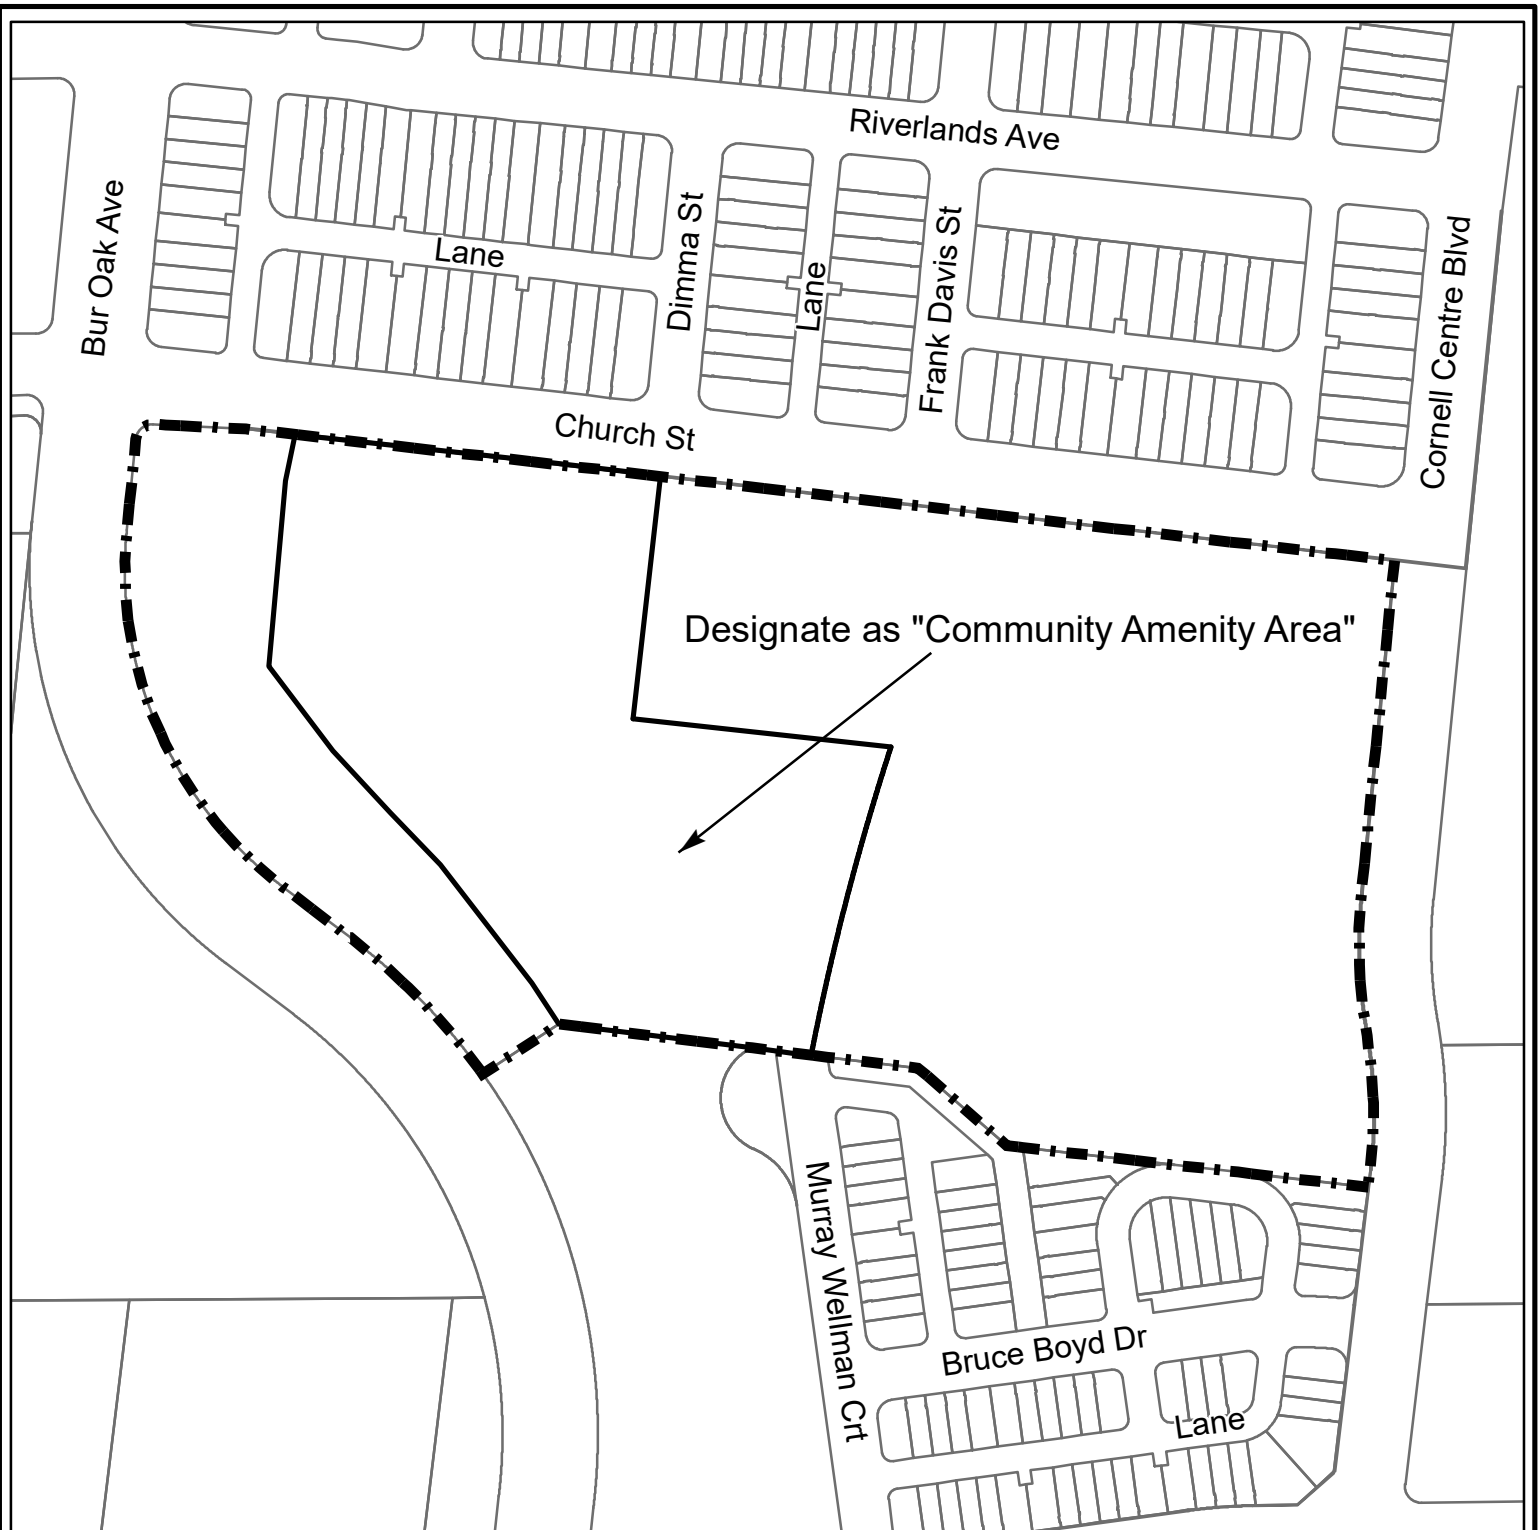 Riverlands Ave
Bur Oak Ave
Lane
Dimma St
Lane
Frank Davis St
Cornell Centre Blvd
Church St
Designate as "Community Amenity Area"
Murray Wellman Crt
Bruce Boyd Dr
Lane